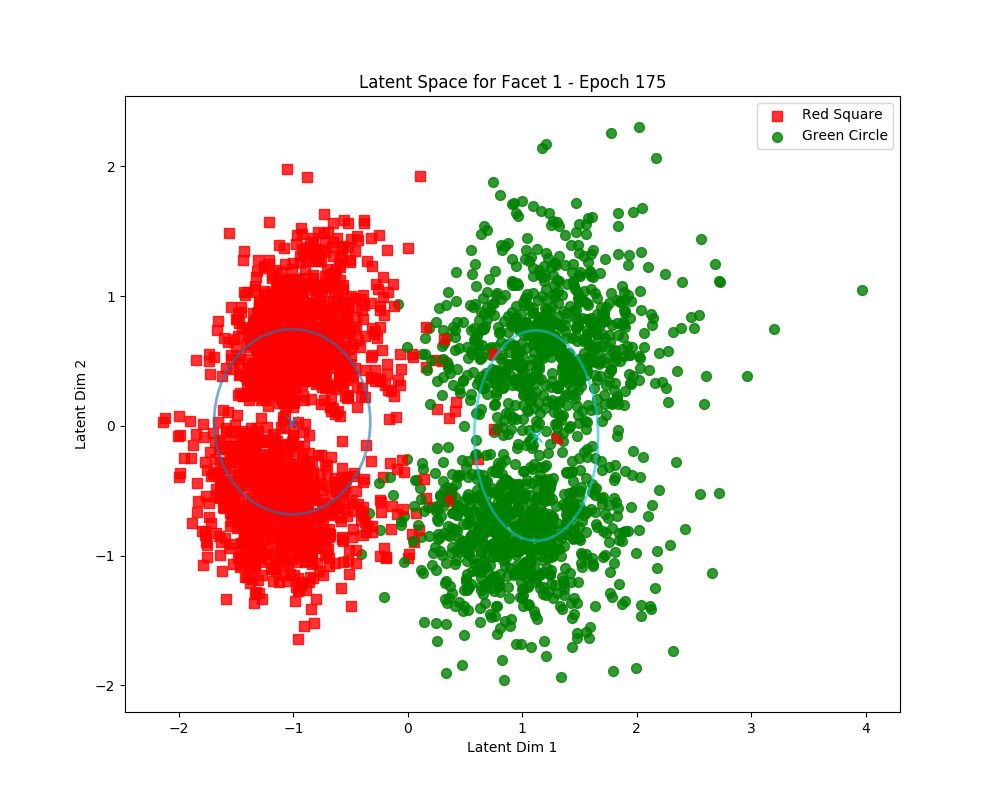 Latent Space for Facet 1 - Epoch 175
Red Square
Green Circle
2
1
0
−1
−2
Latent Dim 2
−2
−1
0
1
2
3
4
Latent Dim 1